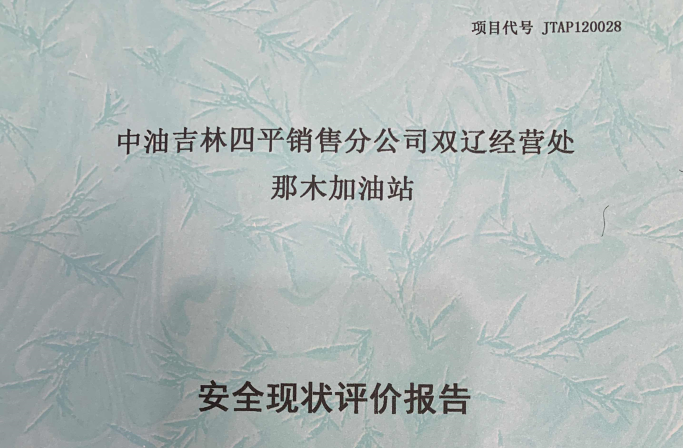 项目代号 JTAP120028
中油吉林四平销售分公司双辽经营处
那木加油站
安全现状评价报告